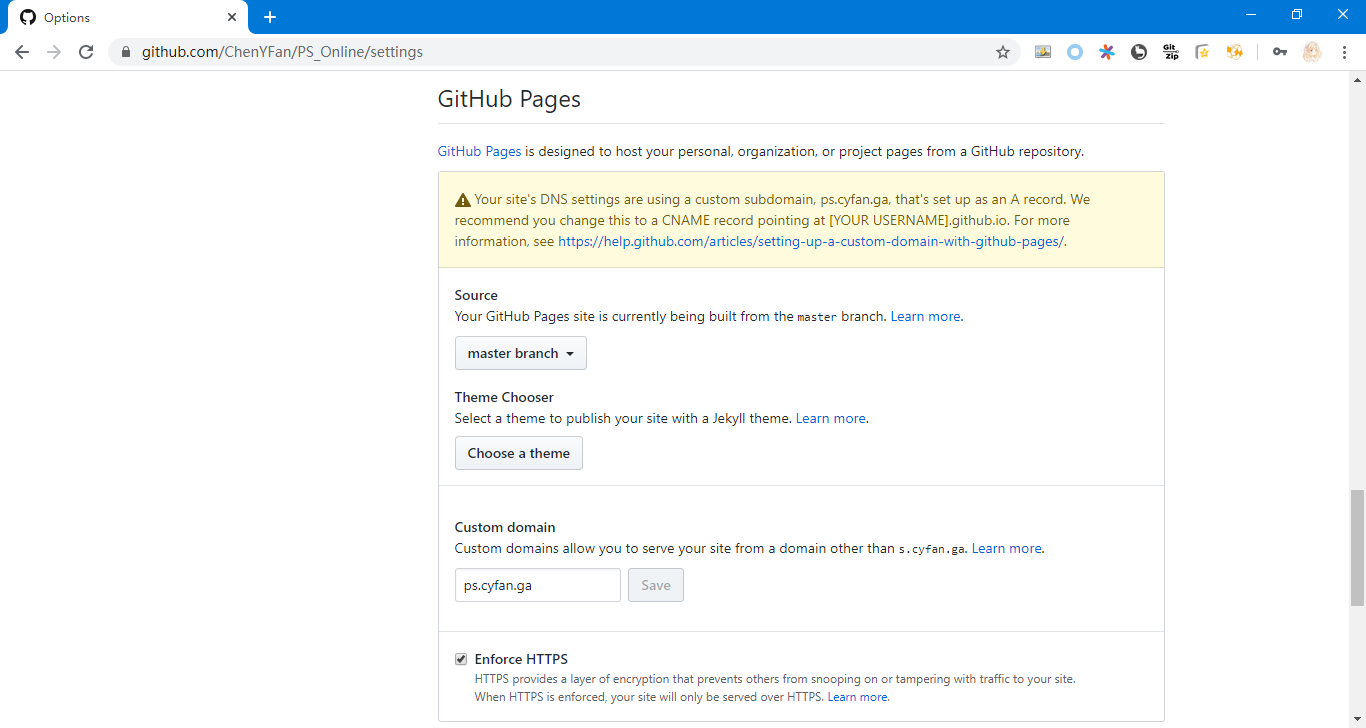 Options
github.com/ChenYFan/PS_Online/settings
Git Zip
GitHub Pages
GitHub Pages is designed to host your personal, organization, or project pages from a GitHub repository.
Your site's DNS settings are using a custom subdomain, ps.cyfan.ga, that's set up as an A record. We
recommend you change this to a CNAME record pointing at [YOUR USERNAME].github.io. For more
information, see https://help.github.com/articles/setting-up-a-custom-domain-with-github-pages/.
Source
Your GitHub Pages site is currently being built from the master branch. Learn more.
master branch
Theme Chooser
Select a theme to publish your site with a Jekyll theme. Learn more.
Choose a theme
Custom domain
Custom domains allow you to serve your site from a domain other than s.cyfan.ga. Learn more.
ps.cyfan.ga Save
Enforce HTTPS
HTTPS provides a layer of encryption that prevents others from snooping on or tampering with traffic to your site.
When HTTPS is enforced, your site will only be served over HTTPS. Learn more.